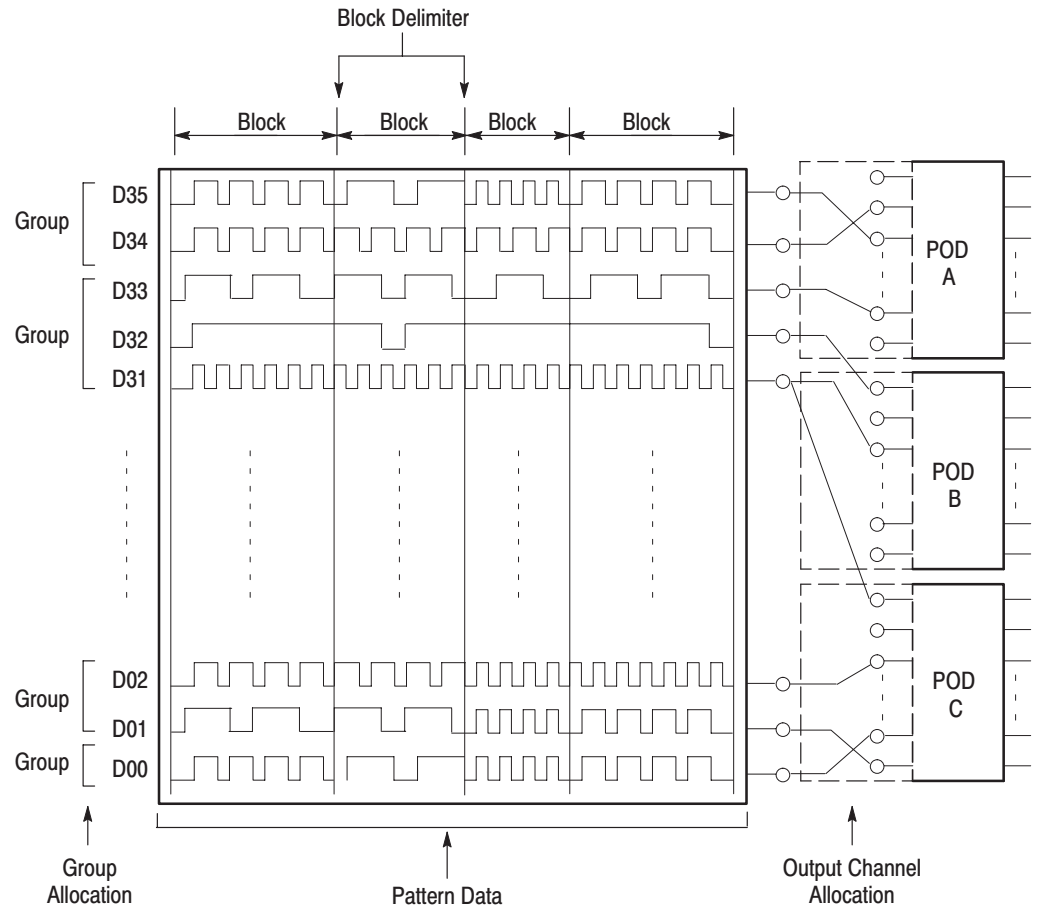 Block Delimiter
Block
Block
Block
Block
Group
D35
D34
Group
D33
D32
D31
Group
D02
D01
Group
D00
POD
A
POD
B
POD
C
Group
Allocation
Pattern Data
Output Channel
Allocation